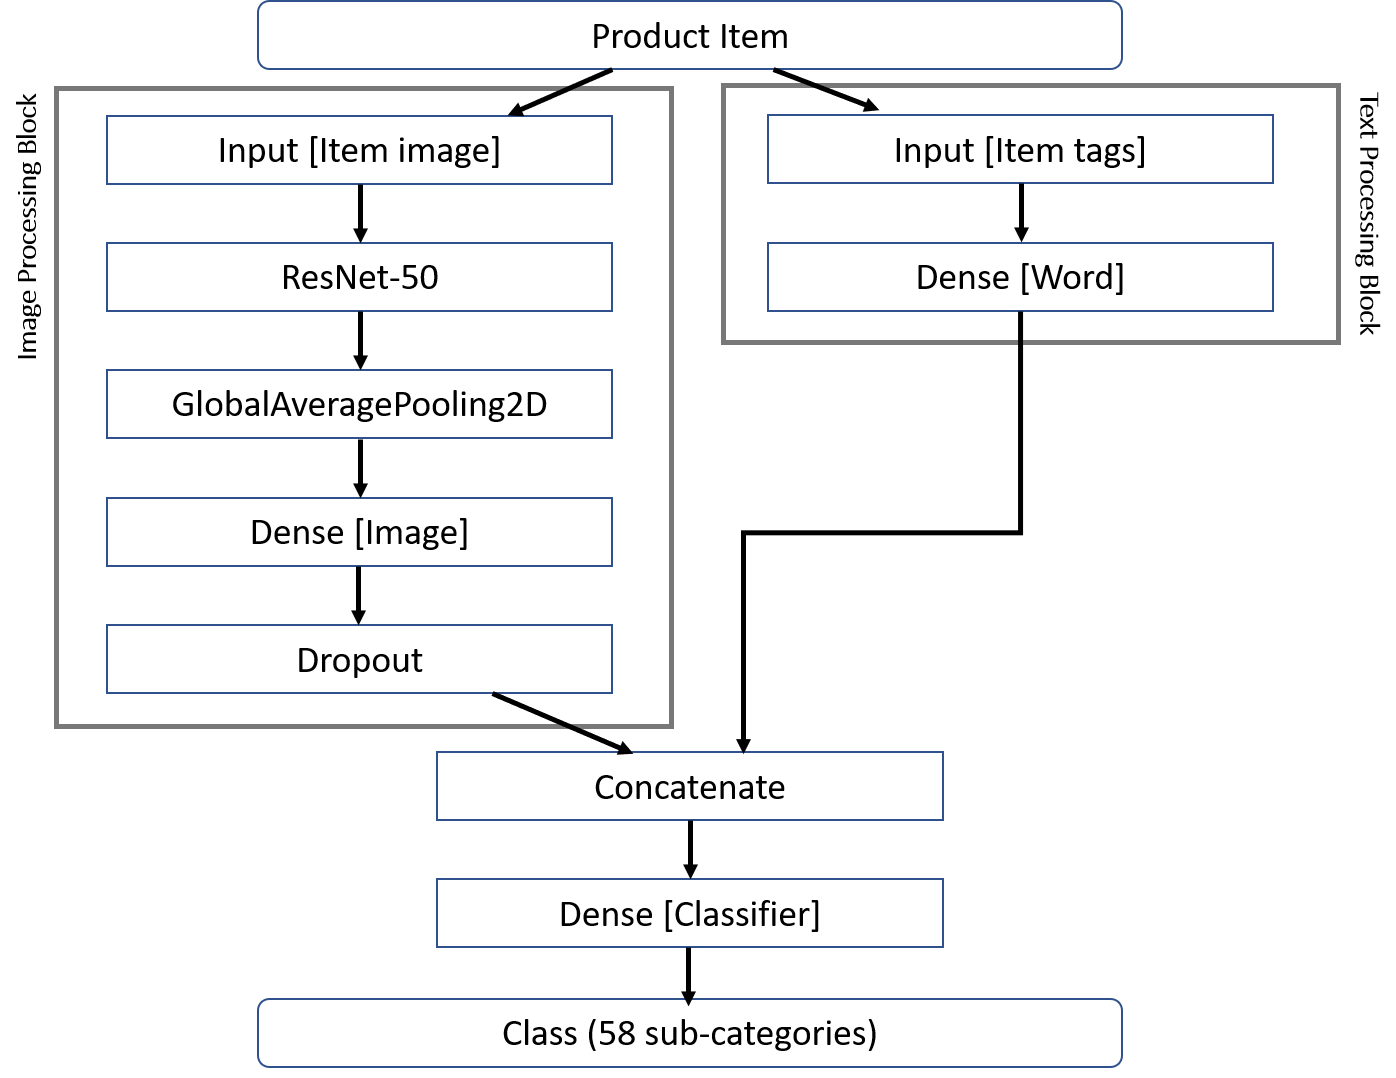 Product Item
Image Processing Block
Input [Item image]
ResNet-50
GlobalAveragePooling2D
Dense [Image]
Dropout
Input [Item tags]
Dense [Word]
Text Processing Block
Concatenate
Dense [Classifier]
Class (58 sub-categories)